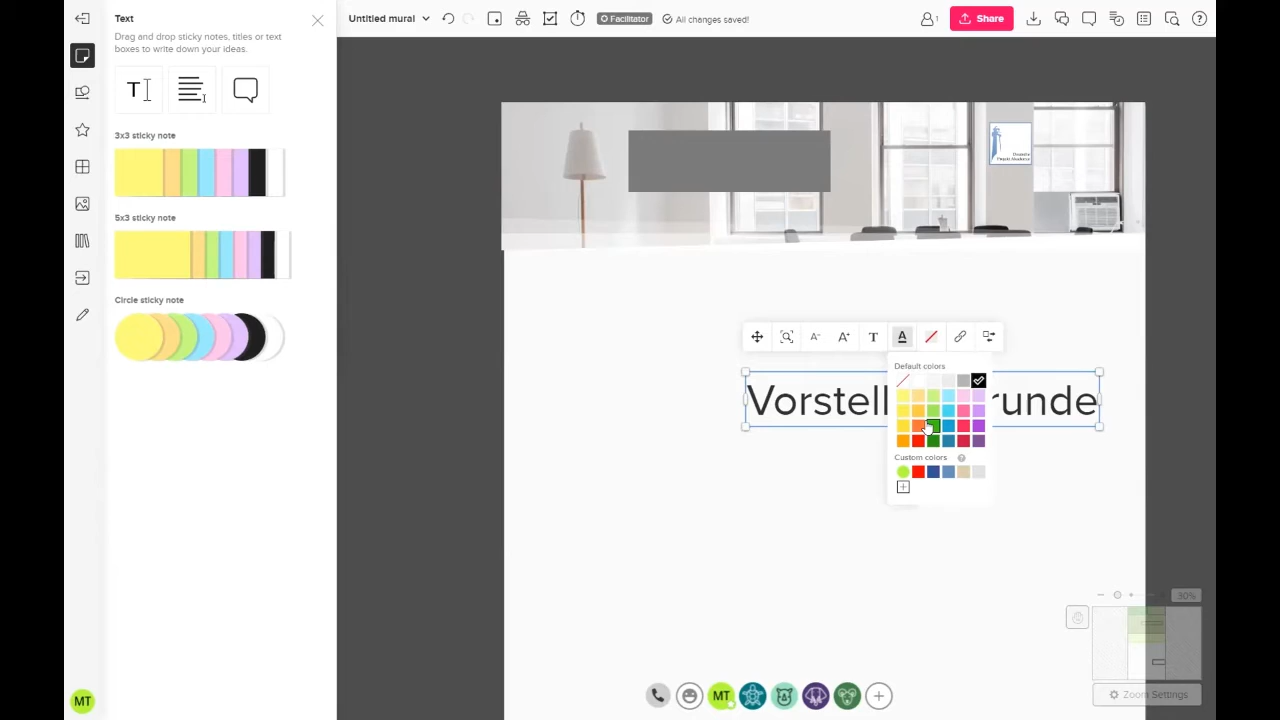 Text
Drag and drop sticky notes, titles or text
boxes to write down your ideas.
T
3x3 sticky note
5x3 sticky note
Circle sticky note
MT
Untitled mural
Facilitator
All changes saved!
1
Share
?
A-
A+
T
A
Default colors
Vorstell
runde
Custom colors
?
+
30%
Zoom Settings
MT
+